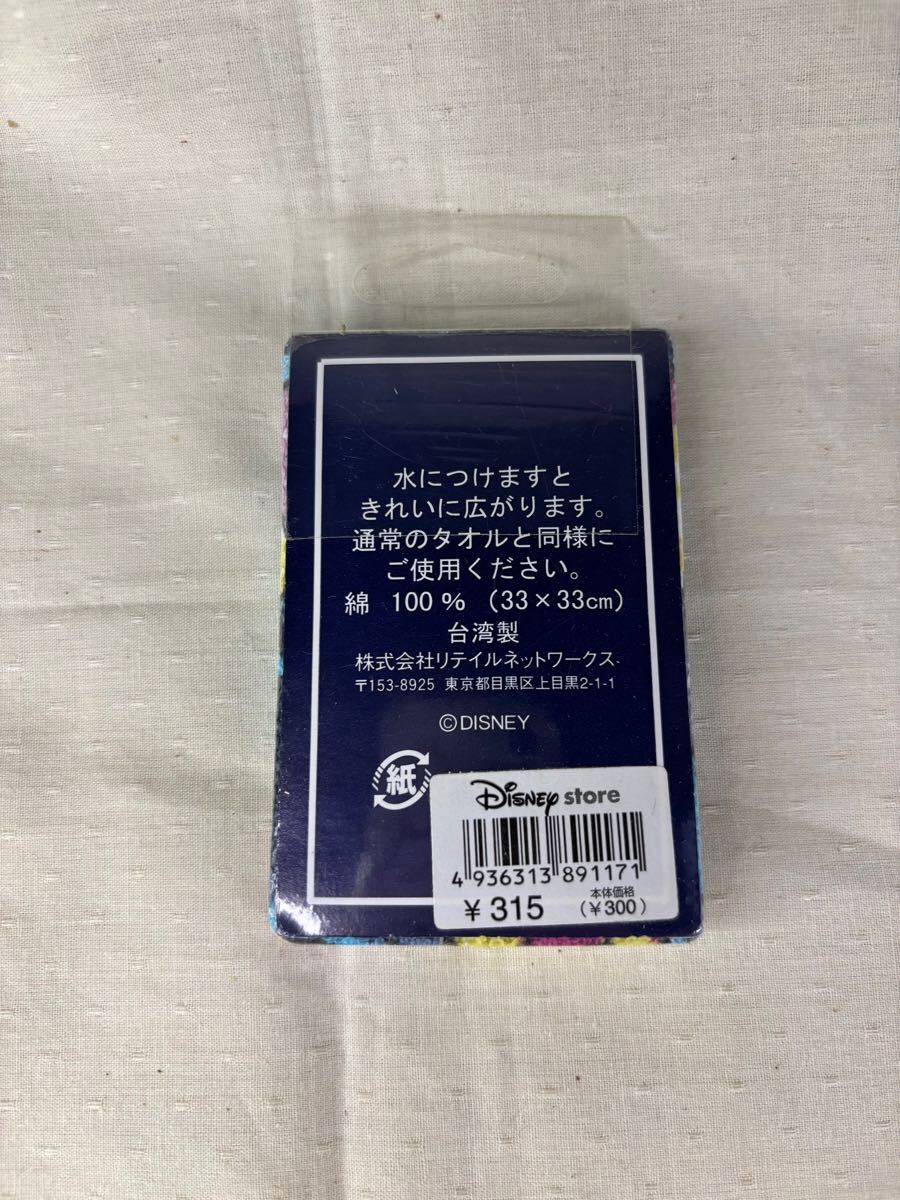 水につけますと
きれいに広がります。
通常のタオルと同様に
ご使用ください。
綿 100% (33×33cm)
台湾製
株式会社リテイルネットワークス
〒153-8925 東京都目黒区上目黒2-1-1
©DISNEY
紙
Disney store
4 936313 891171
¥315 本体価格
(¥300)